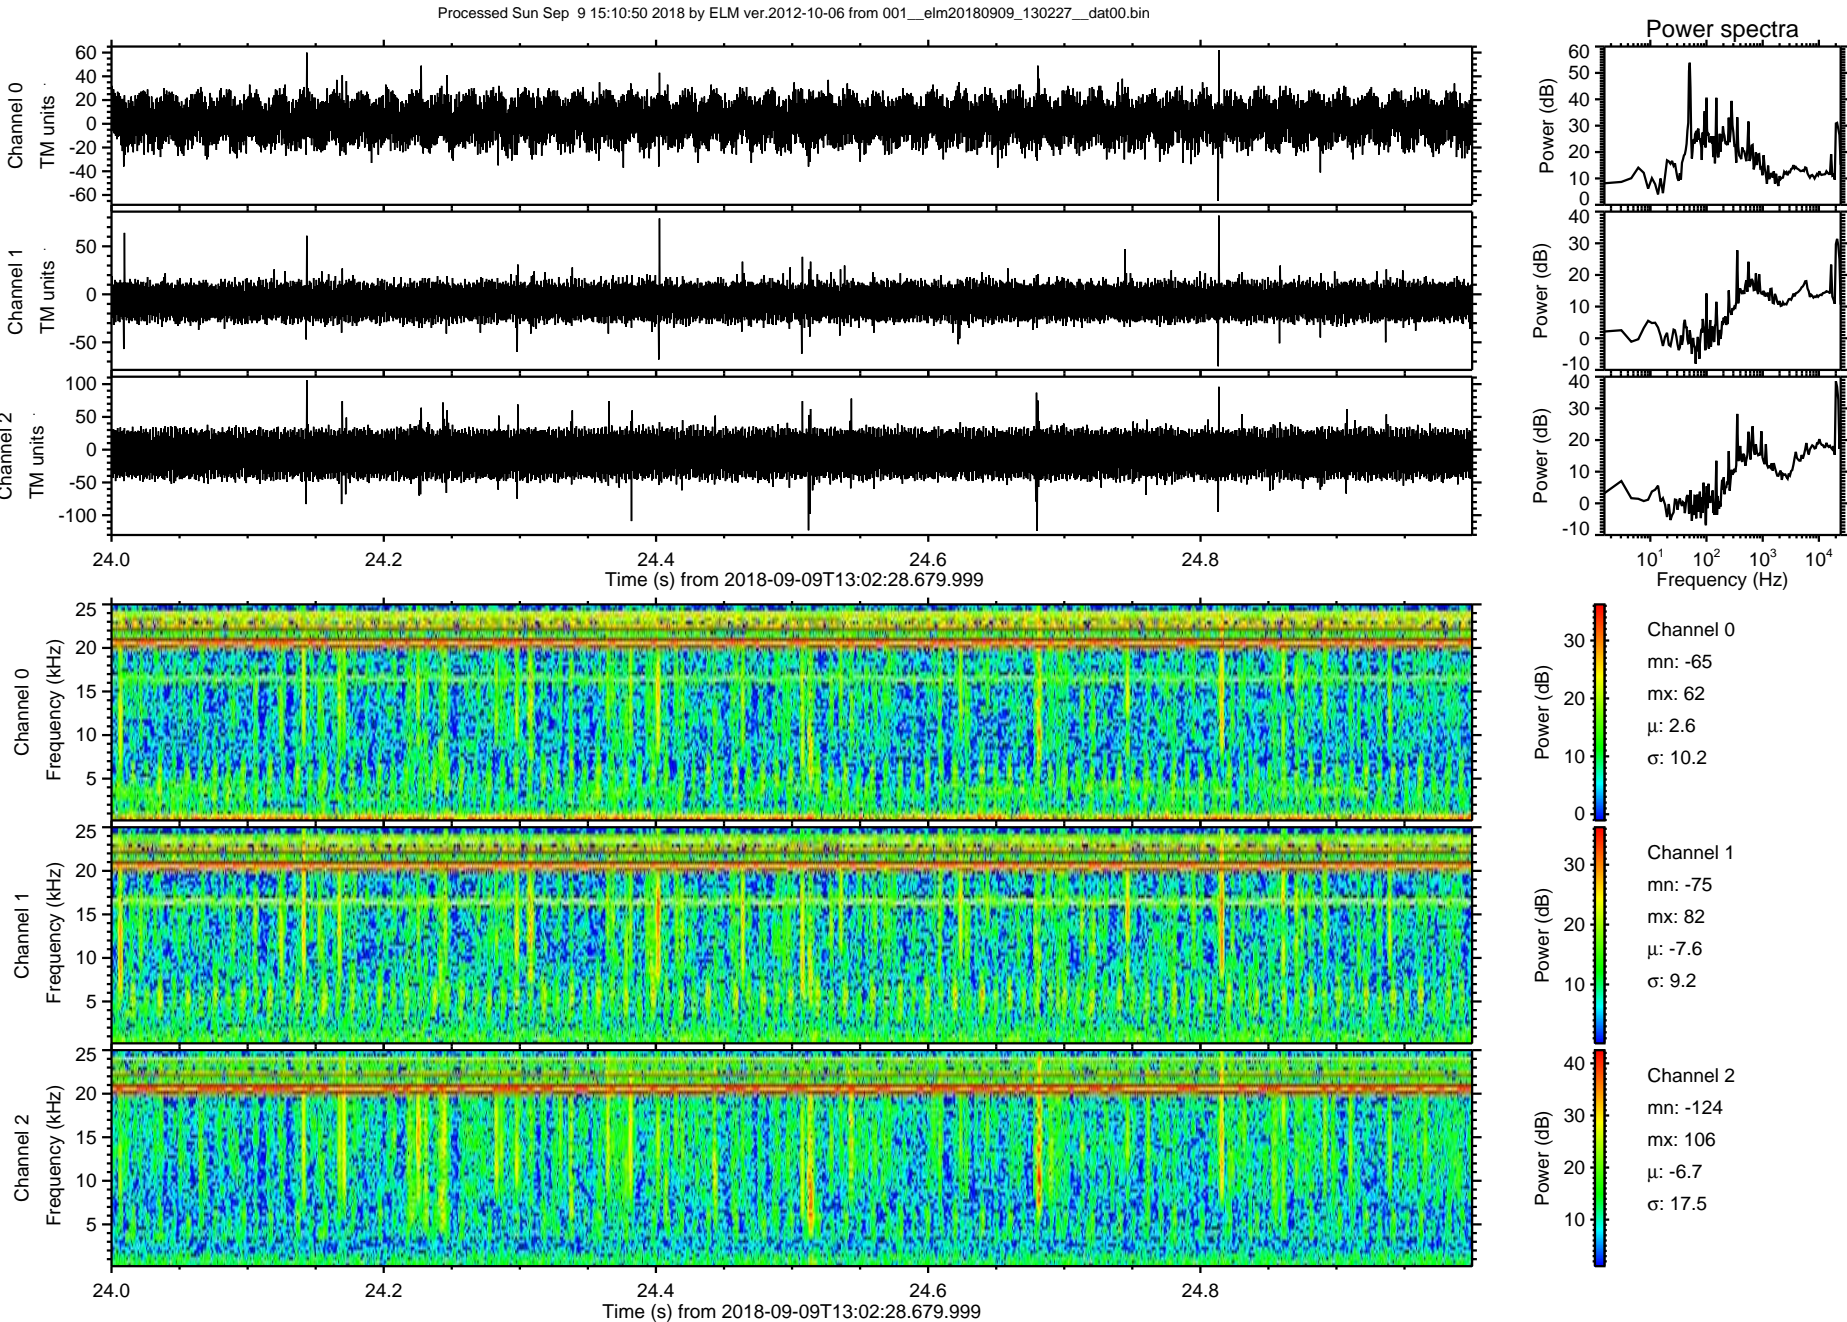 Processed Sun Sep  9 15:10:50 2018 by ELM ver.2012-10-06 from 001__elm20180909_130227__dat00.bin
Power spectra
Channel 0
TM units
60
40
20
0
-20
-40
-60
Power (dB)
60
50
40
30
20
10
0
Channel 1
TM units
50
0
-50
Power (dB)
40
30
20
10
0
-10
Channel 2
TM units
100
50
0
-50
-100
Power (dB)
40
30
20
10
0
-10
24.0 24.2 24.4 24.6 24.8
Time (s) from 2018-09-09T13:02:28.679.999
10¹ 10² 10³ 10⁴
Frequency (Hz)
Channel 0
Frequency (kHz)
25
20
15
10
5
Power (dB)
30
20
10
0
Channel 0
mn: -65
mx: 62
μ: 2.6
σ: 10.2
Channel 1
Frequency (kHz)
25
20
15
10
5
Power (dB)
30
20
10
Channel 1
mn: -75
mx: 82
μ: -7.6
σ: 9.2
Channel 2
Frequency (kHz)
25
20
15
10
5
Power (dB)
40
30
20
10
Channel 2
mn: -124
mx: 106
μ: -6.7
σ: 17.5
24.0 24.2 24.4 24.6 24.8
Time (s) from 2018-09-09T13:02:28.679.999